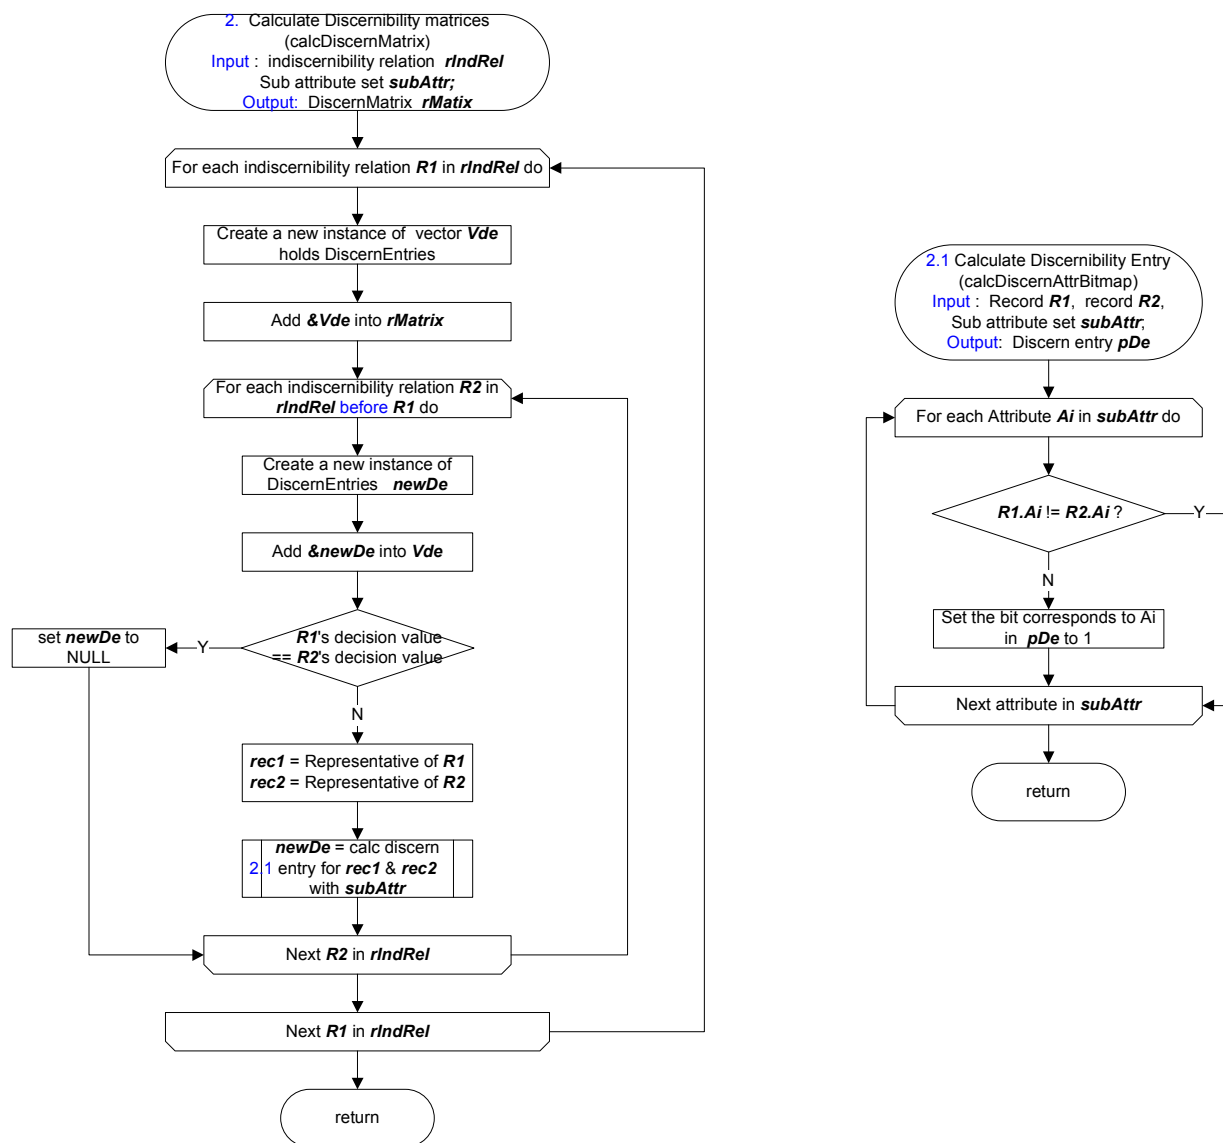 2. Calculate Discernibility matrices
(calcDiscernMatrix)
Input : indiscernibility relation rIndRel
Sub attribute set subAttr;
Output: DiscernMatrix rMatix
For each indiscernibility relation R1 in rIndRel do
Create a new instance of vector Vde
holds DiscernEntries
Add &Vde into rMatrix
For each indiscernibility relation R2 in
rIndRel before R1 do
Create a new instance of
DiscernEntries newDe
Add &newDe into Vde
R1's decision value
== R2's decision value
Y
set newDe to
NULL
N
rec1 = Representative of R1
rec2 = Representative of R2
newDe = calc discern
2.1 entry for rec1 & rec2
with subAttr
Next R2 in rIndRel
Next R1 in rIndRel
return
2.1 Calculate Discernibility Entry
(calcDiscernAttrBitmap)
Input : Record R1, record R2,
Sub attribute set subAttr;
Output: Discern entry pDe
For each Attribute Ai in subAttr do
R1.Ai != R2.Ai ?
Y
N
Set the bit corresponds to Ai
in pDe to 1
Next attribute in subAttr
return